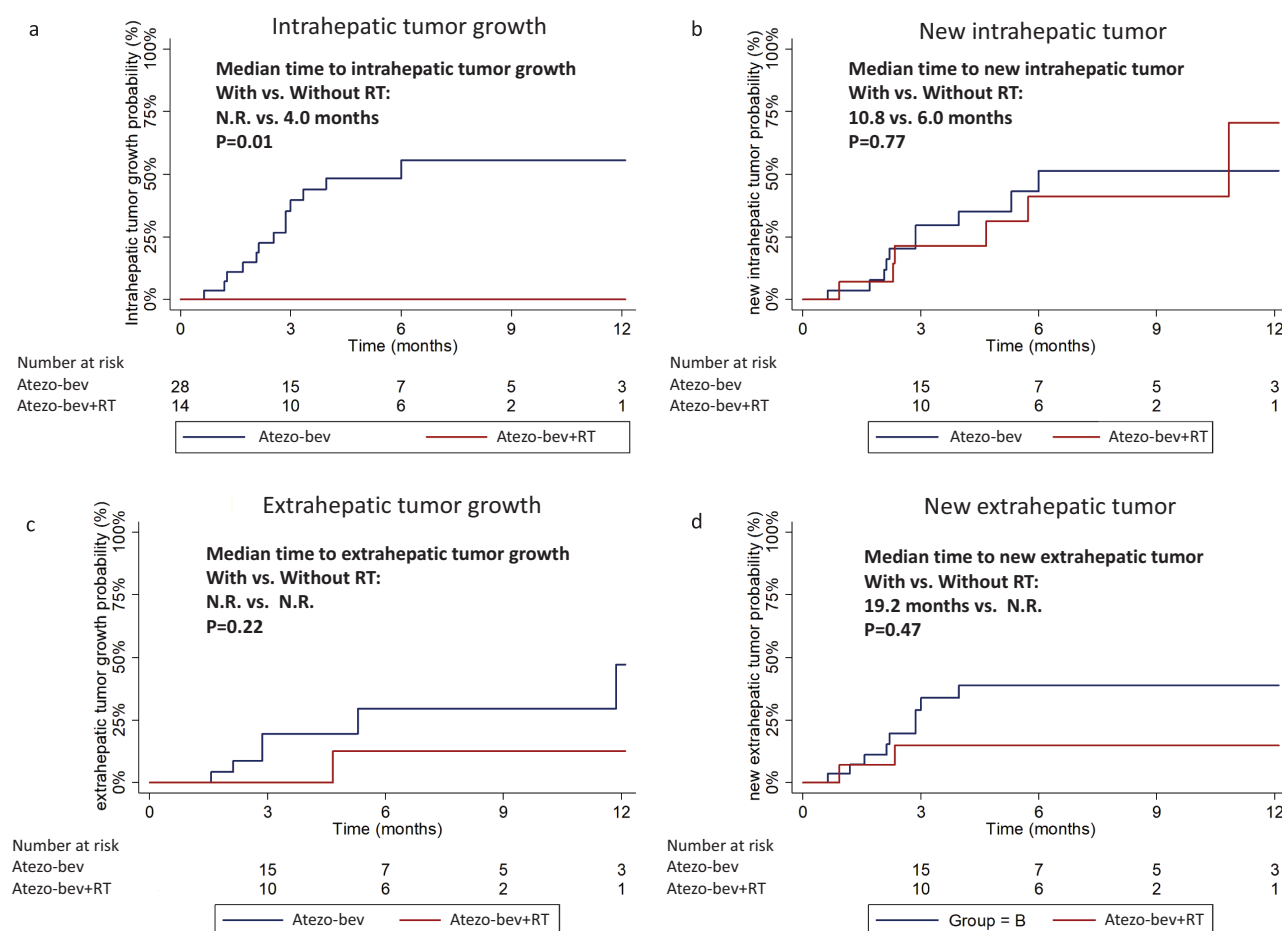 a
Intrahepatic tumor growth
Intrahepatic tumor growth probability (%)
100%
75%
50%
25%
0%
Median time to intrahepatic tumor growth
With vs. Without RT:
N.R. vs. 4.0 months
P=0.01
0 3 6 9 12
Time (months)
Number at risk
Atezo-bev 28 15 7 5 3
Atezo-bev+RT 14 10 6 2 1
Atezo-bev Atezo-bev+RT
b
New intrahepatic tumor
new intrahepatic tumor probability (%)
100%
75%
50%
25%
0%
Median time to new intrahepatic tumor
With vs. Without RT:
10.8 vs. 6.0 months
P=0.77
0 3 6 9 12
Time (months)
Number at risk
Atezo-bev 15 7 5 3
Atezo-bev+RT 10 6 2 1
Atezo-bev Atezo-bev+RT
c
Extrahepatic tumor growth
extrahepatic tumor growth probability (%)
100%
75%
50%
25%
0%
Median time to extrahepatic tumor growth
With vs. Without RT:
N.R. vs. N.R.
P=0.22
0 3 6 9 12
Time (months)
Number at risk
Atezo-bev 15 7 5 3
Atezo-bev+RT 10 6 2 1
Atezo-bev Atezo-bev+RT
d
New extrahepatic tumor
new extrahepatic tumor probability (%)
100%
75%
50%
25%
0%
Median time to new extrahepatic tumor
With vs. Without RT:
19.2 months vs. N.R.
P=0.47
0 3 6 9 12
Time (months)
Number at risk
Atezo-bev 15 7 5 3
Atezo-bev+RT 10 6 2 1
Group = B Atezo-bev+RT